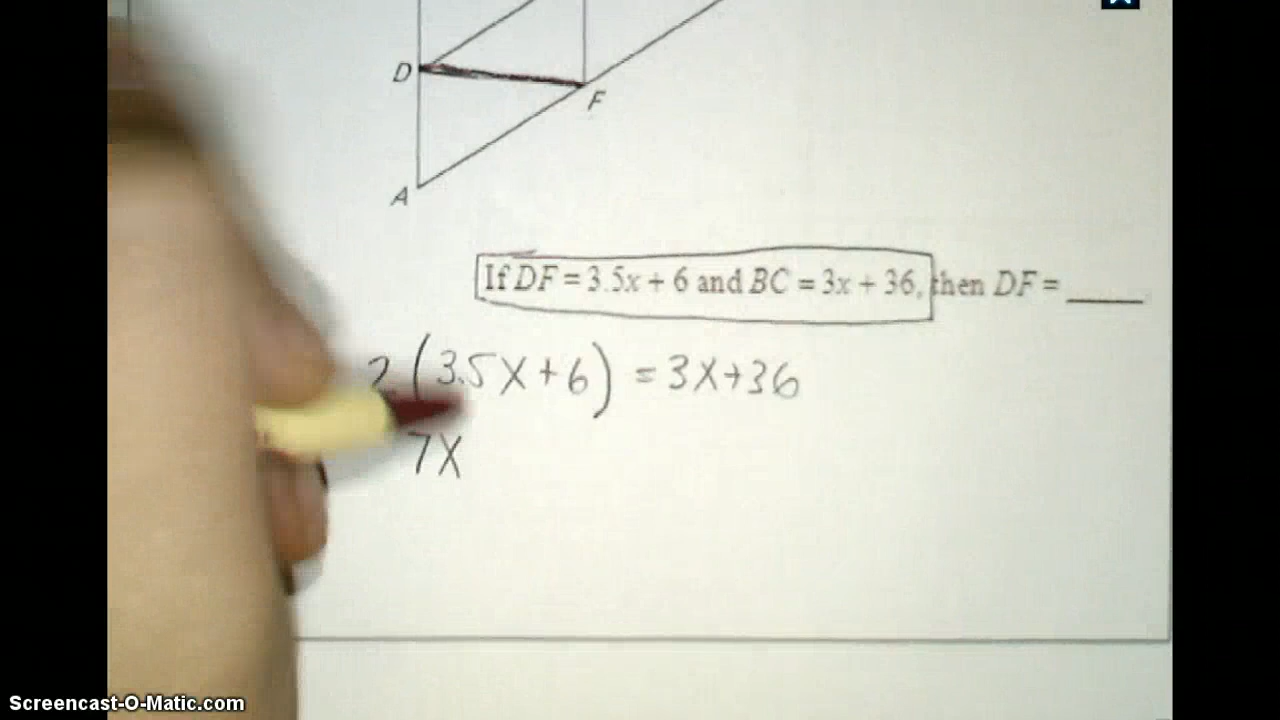 D
F
A
If DF = 3.5x + 6 and BC = 3x + 36, then DF =
2 (3.5X + 6) = 3X + 36
7X
Screencast-O-Matic.com